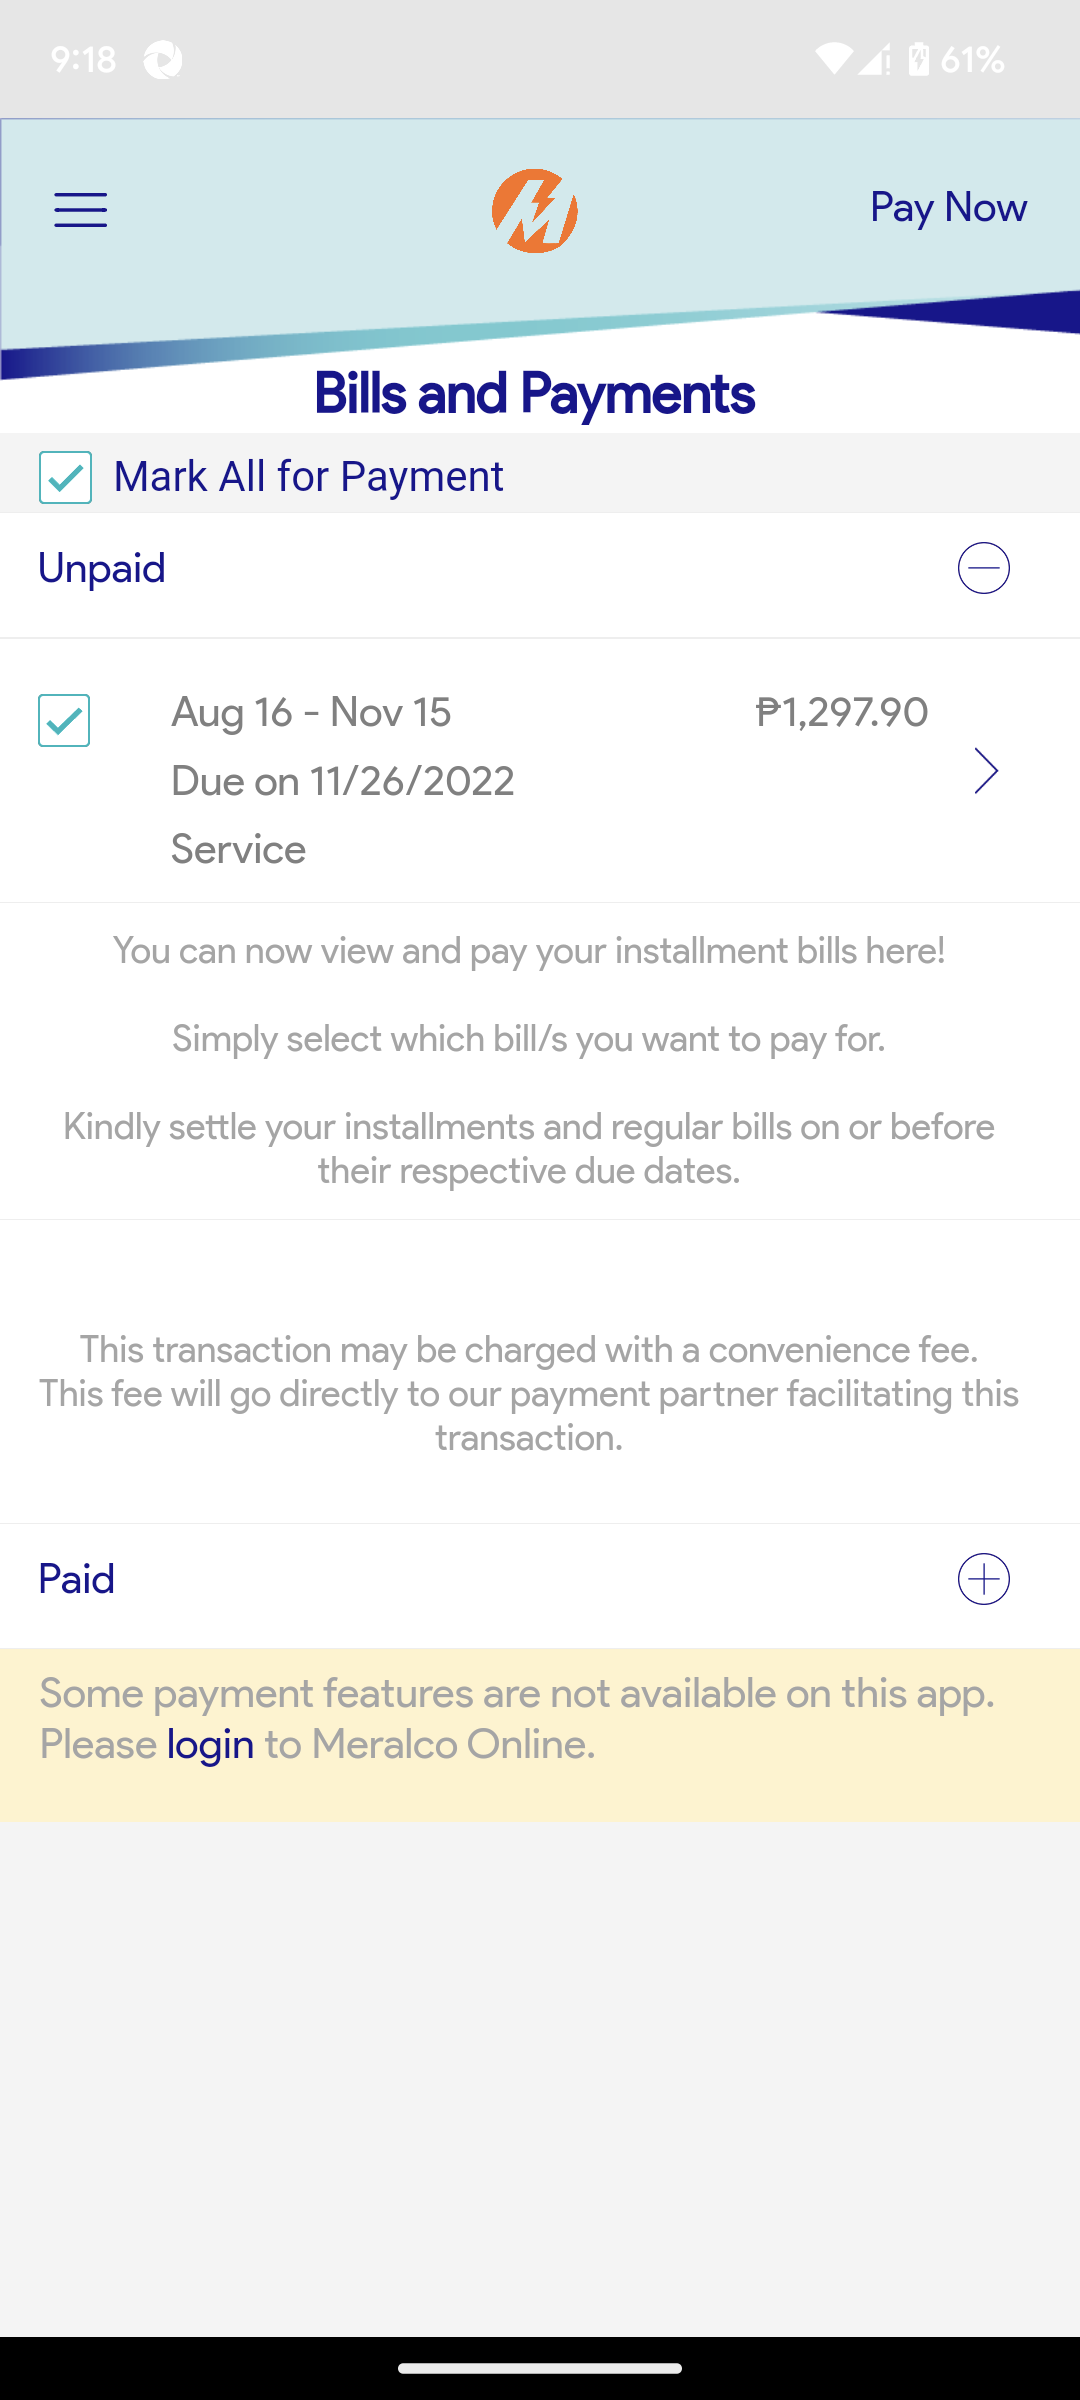 9:18
61%
Pay Now
Bills and Payments
Mark All for Payment
Unpaid
Aug 16 - Nov 15 ₱1,297.90
Due on 11/26/2022
Service
You can now view and pay your installment bills here!
Simply select which bill/s you want to pay for.
Kindly settle your installments and regular bills on or before
their respective due dates.
This transaction may be charged with a convenience fee.
This fee will go directly to our payment partner facilitating this
transaction.
Paid
Some payment features are not available on this app.
Please login to Meralco Online.